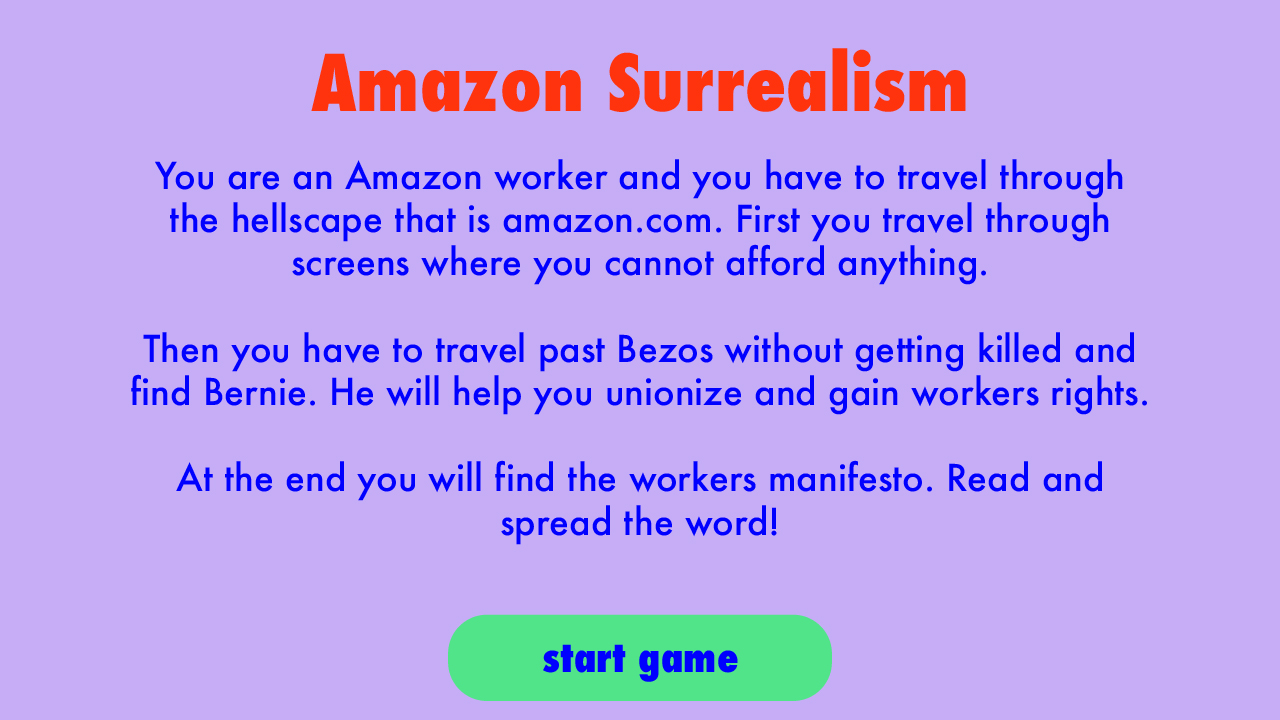 Amazon Surrealism
You are an Amazon worker and you have to travel through
the hellscape that is amazon.com. First you travel through
screens where you cannot afford anything.
Then you have to travel past Bezos without getting killed and
find Bernie. He will help you unionize and gain workers rights.
At the end you will find the workers manifesto. Read and
spread the word!
start game